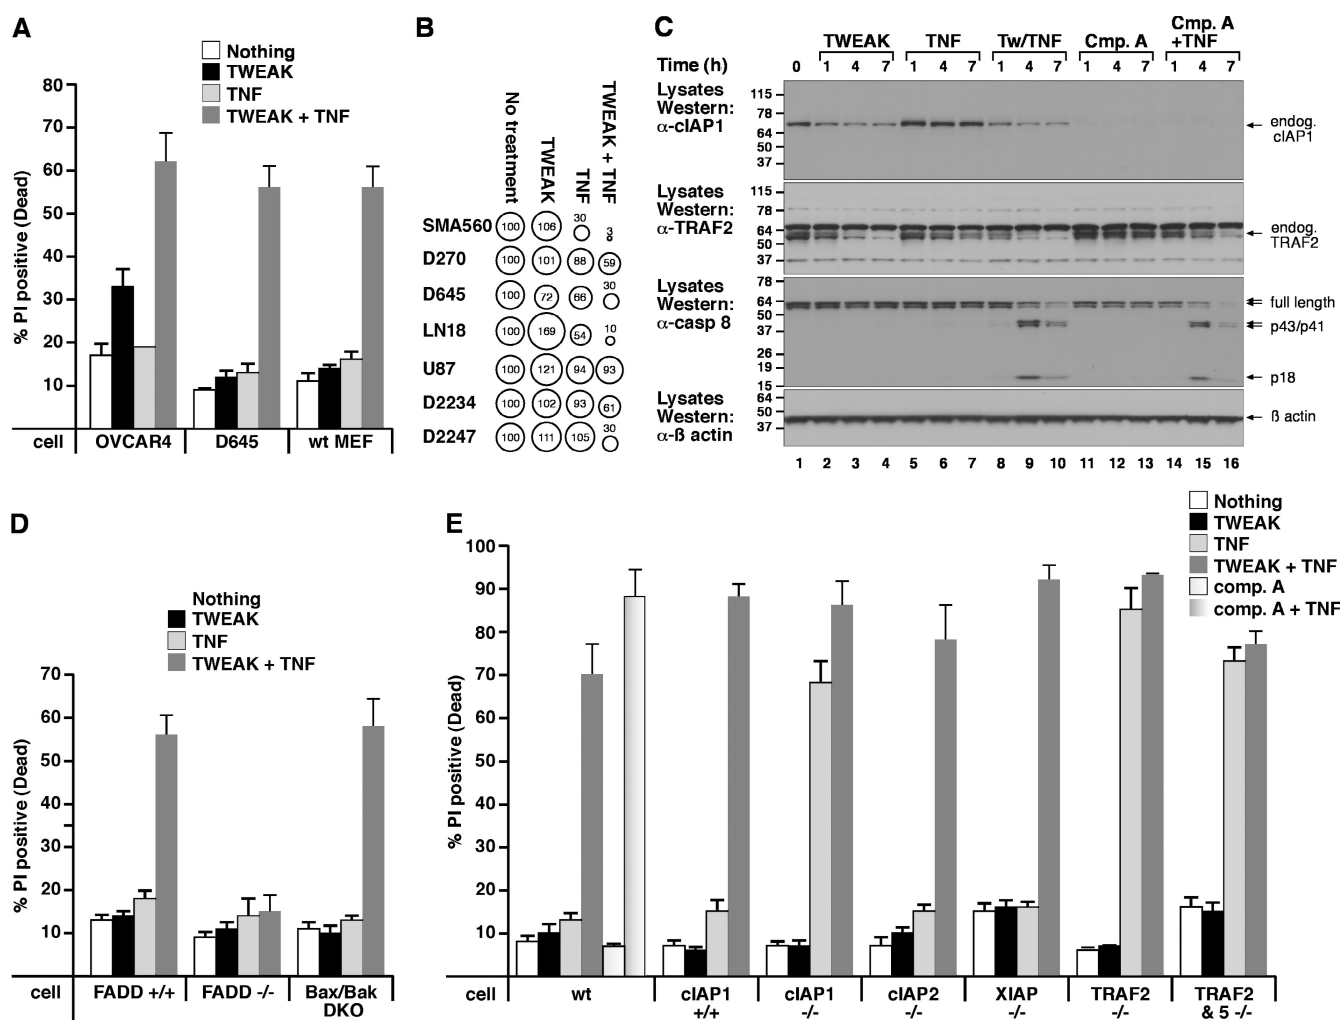 A
Nothing
TWEAK
TNF
TWEAK + TNF
% PI positive (Dead)
80
70
60
50
40
30
20
10
cell OVCAR4 D645 wt MEF
B
No treatment TWEAK TNF TWEAK + TNF
SMA560 100 106 30 3
D270 100 101 88 59
D645 100 72 66 30
LN18 100 169 54 10
U87 100 121 94 93
D2234 100 102 93 61
D2247 100 111 105 30
C
TWEAK TNF Tw/TNF Cmp. A Cmp. A +TNF
Time (h) 0 1 4 7 1 4 7 1 4 7 1 4 7 1 4 7
Lysates
Western:
α-cIAP1
115
78
64
50
37
endog.
cIAP1
Lysates
Western:
α-TRAF2
115
78
64
50
37
endog.
TRAF2
Lysates
Western:
α-casp 8
78
64
50
37
26
19
15
full length
p43/p41
p18
Lysates
Western:
α-ß actin
64
50
37
ß actin
1 2 3 4 5 6 7 8 9 10 11 12 13 14 15 16
D
Nothing
TWEAK
TNF
TWEAK + TNF
% PI positive (Dead)
70
60
50
40
30
20
10
cell FADD +/+ FADD -/- Bax/Bak
DKO
E
Nothing
TWEAK
TNF
TWEAK + TNF
comp. A
comp. A + TNF
% PI positive (Dead)
100
90
80
70
60
50
40
30
20
10
cell wt cIAP1 cIAP1 cIAP2 XIAP TRAF2 TRAF2
+/+ -/- -/- -/- -/- & 5 -/-